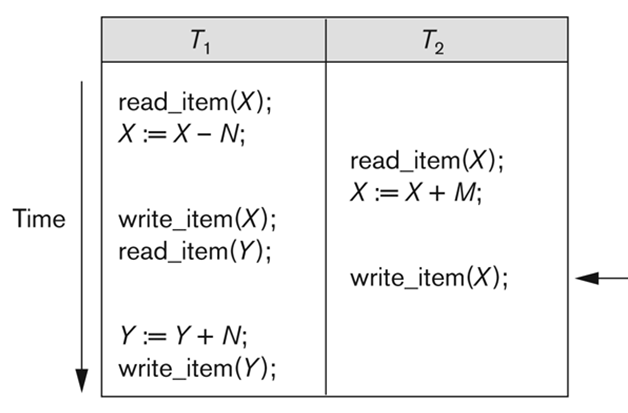 T1 T2
read_item(X);
X := X – N;
read_item(X);
X := X + M;
Time
write_item(X);
read_item(Y);
write_item(X);
Y := Y + N;
write_item(Y);